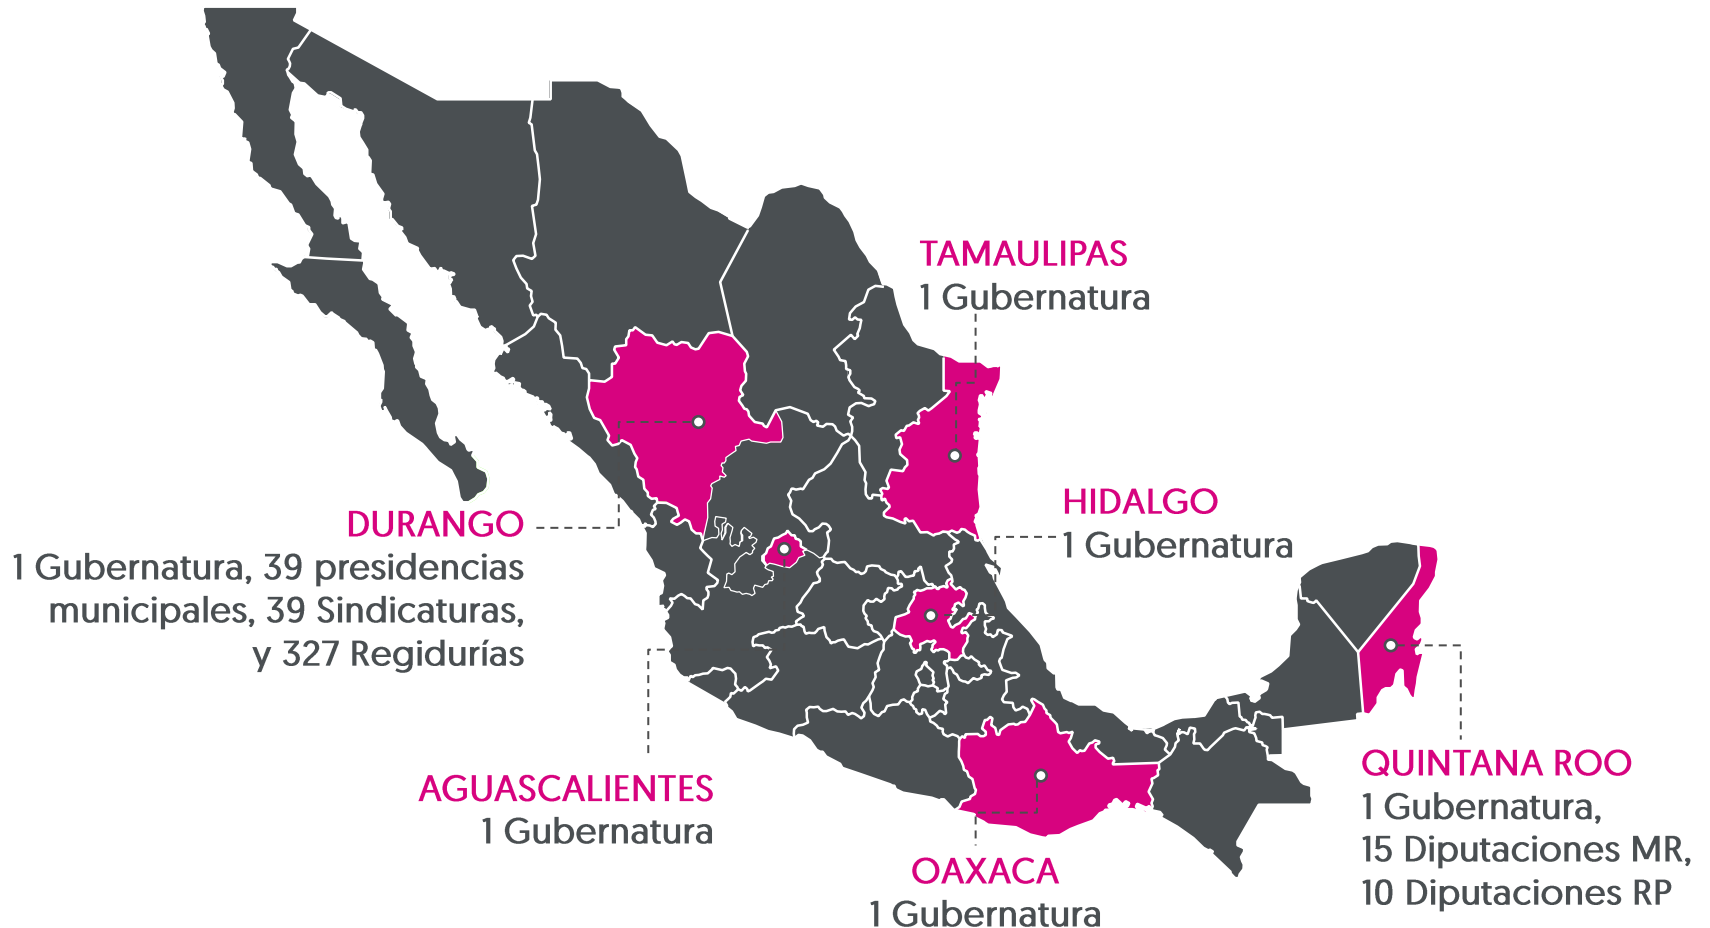 TAMAULIPAS
1 Gubernatura
HIDALGO
1 Gubernatura
DURANGO
1 Gubernatura, 39 presidencias
municipales, 39 Sindicaturas,
y 327 Regidurías
AGUASCALIENTES
1 Gubernatura
OAXACA
1 Gubernatura
QUINTANA ROO
1 Gubernatura,
15 Diputaciones MR,
10 Diputaciones RP